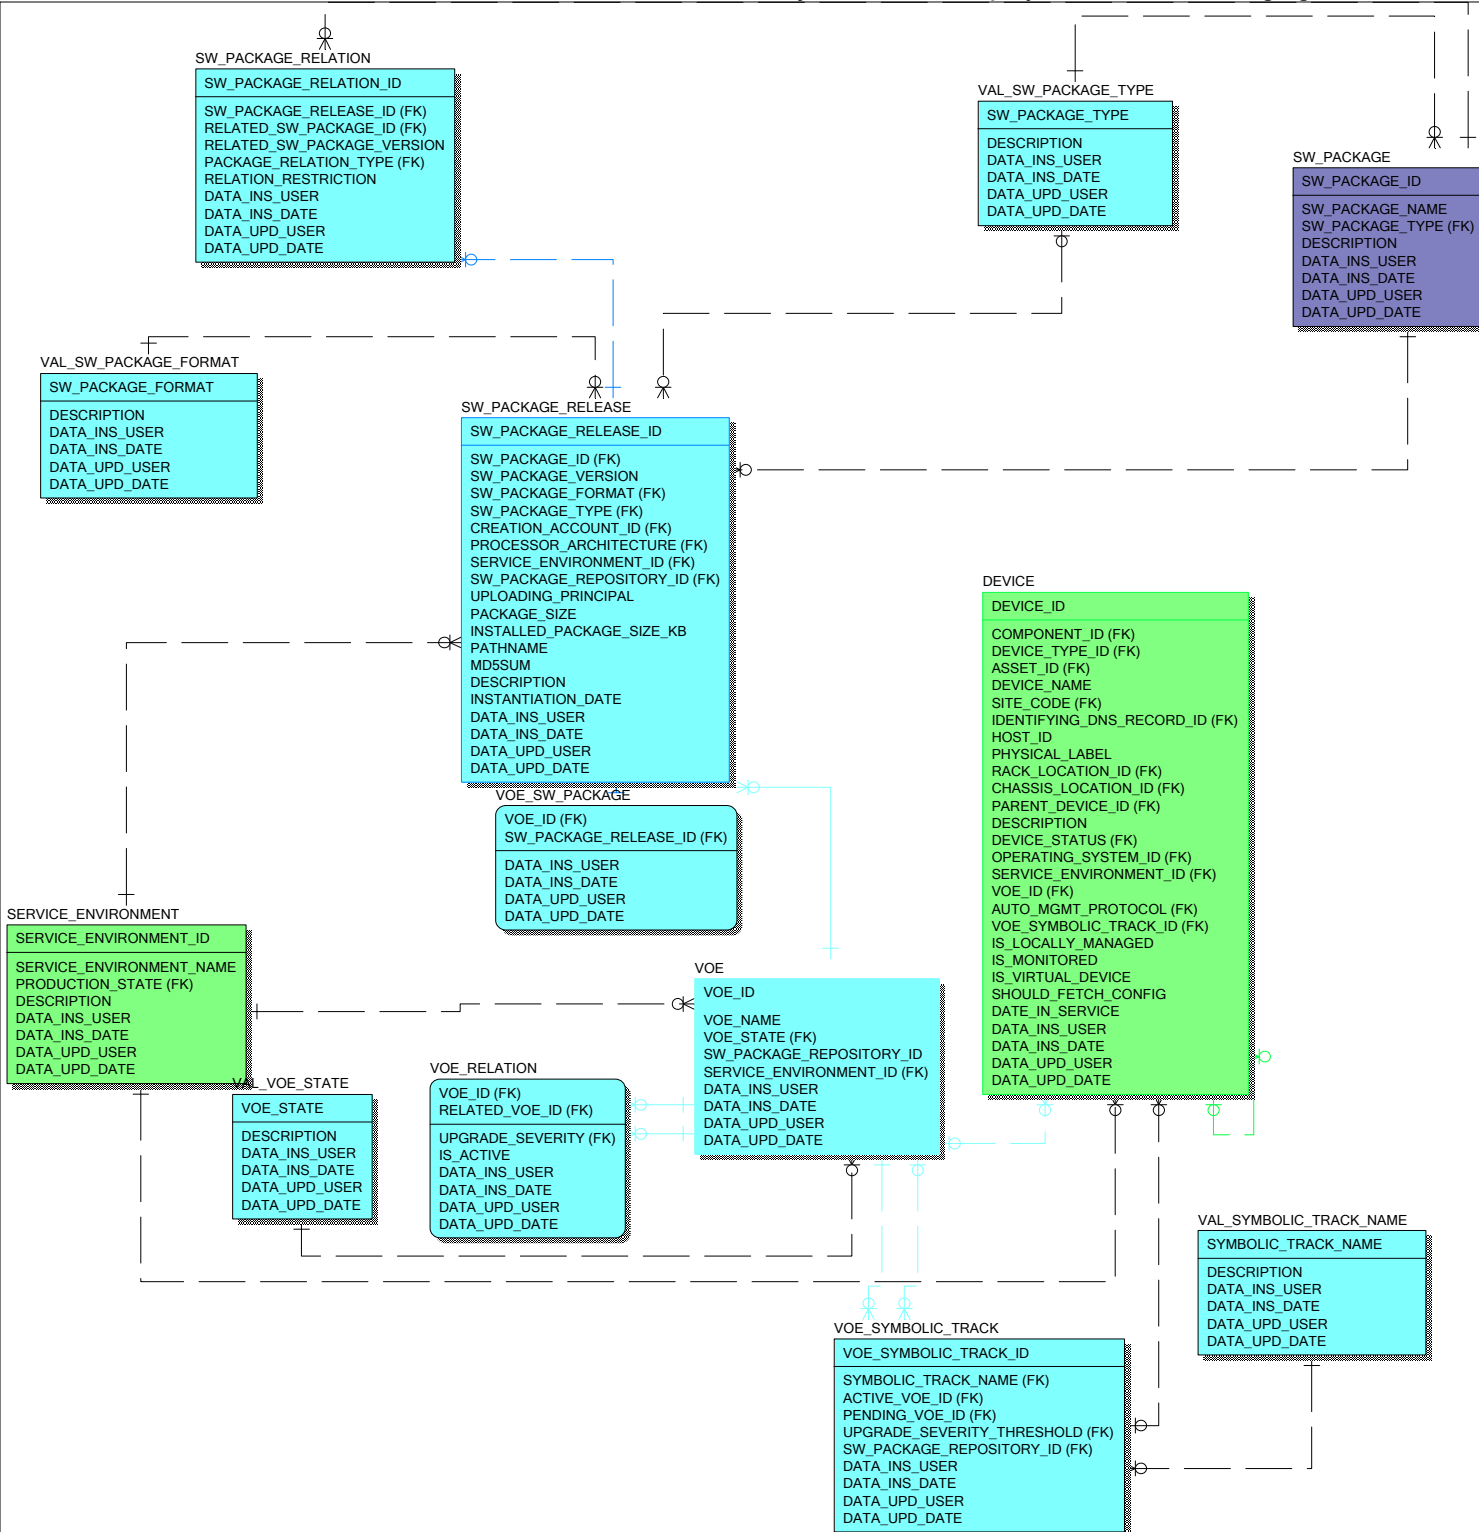 SW_PACKAGE_RELATION
SW_PACKAGE_RELATION_ID
SW_PACKAGE_RELEASE_ID (FK)
RELATED_SW_PACKAGE_ID (FK)
RELATED_SW_PACKAGE_VERSION
PACKAGE_RELATION_TYPE (FK)
RELATION_RESTRICTION
DATA_INS_USER
DATA_INS_DATE
DATA_UPD_USER
DATA_UPD_DATE
VAL_SW_PACKAGE_TYPE
SW_PACKAGE_TYPE
DESCRIPTION
DATA_INS_USER
DATA_INS_DATE
DATA_UPD_USER
DATA_UPD_DATE
SW_PACKAGE
SW_PACKAGE_ID
SW_PACKAGE_NAME
SW_PACKAGE_TYPE (FK)
DESCRIPTION
DATA_INS_USER
DATA_INS_DATE
DATA_UPD_USER
DATA_UPD_DATE
VAL_SW_PACKAGE_FORMAT
SW_PACKAGE_FORMAT
DESCRIPTION
DATA_INS_USER
DATA_INS_DATE
DATA_UPD_USER
DATA_UPD_DATE
SW_PACKAGE_RELEASE
SW_PACKAGE_RELEASE_ID
SW_PACKAGE_ID (FK)
SW_PACKAGE_VERSION
SW_PACKAGE_FORMAT (FK)
SW_PACKAGE_TYPE (FK)
CREATION_ACCOUNT_ID (FK)
PROCESSOR_ARCHITECTURE (FK)
SERVICE_ENVIRONMENT_ID (FK)
SW_PACKAGE_REPOSITORY_ID (FK)
UPLOADING_PRINCIPAL
PACKAGE_SIZE
INSTALLED_PACKAGE_SIZE_KB
PATHNAME
MD5SUM
DESCRIPTION
INSTANTIATION_DATE
DATA_INS_USER
DATA_INS_DATE
DATA_UPD_USER
DATA_UPD_DATE
DEVICE
DEVICE_ID
COMPONENT_ID (FK)
DEVICE_TYPE_ID (FK)
ASSET_ID (FK)
DEVICE_NAME
SITE_CODE (FK)
IDENTIFYING_DNS_RECORD_ID (FK)
HOST_ID
PHYSICAL_LABEL
RACK_LOCATION_ID (FK)
CHASSIS_LOCATION_ID (FK)
PARENT_DEVICE_ID (FK)
DESCRIPTION
DEVICE_STATUS (FK)
OPERATING_SYSTEM_ID (FK)
SERVICE_ENVIRONMENT_ID (FK)
VOE_ID (FK)
AUTO_MGMT_PROTOCOL (FK)
VOE_SYMBOLIC_TRACK_ID (FK)
IS_LOCALLY_MANAGED
IS_MONITORED
IS_VIRTUAL_DEVICE
SHOULD_FETCH_CONFIG
DATE_IN_SERVICE
DATA_INS_USER
DATA_INS_DATE
DATA_UPD_USER
DATA_UPD_DATE
VOE_SW_PACKAGE
VOE_ID (FK)
SW_PACKAGE_RELEASE_ID (FK)
DATA_INS_USER
DATA_INS_DATE
DATA_UPD_USER
DATA_UPD_DATE
SERVICE_ENVIRONMENT
SERVICE_ENVIRONMENT_ID
SERVICE_ENVIRONMENT_NAME
PRODUCTION_STATE (FK)
DESCRIPTION
DATA_INS_USER
DATA_INS_DATE
DATA_UPD_USER
DATA_UPD_DATE
VOE
VOE_ID
VOE_NAME
VOE_STATE (FK)
SW_PACKAGE_REPOSITORY_ID
SERVICE_ENVIRONMENT_ID (FK)
DATA_INS_USER
DATA_INS_DATE
DATA_UPD_USER
DATA_UPD_DATE
VOE_RELATION
VOE_ID (FK)
RELATED_VOE_ID (FK)
UPGRADE_SEVERITY (FK)
IS_ACTIVE
DATA_INS_USER
DATA_INS_DATE
DATA_UPD_USER
DATA_UPD_DATE
VAL_VOE_STATE
VOE_STATE
DESCRIPTION
DATA_INS_USER
DATA_INS_DATE
DATA_UPD_USER
DATA_UPD_DATE
VAL_SYMBOLIC_TRACK_NAME
SYMBOLIC_TRACK_NAME
DESCRIPTION
DATA_INS_USER
DATA_INS_DATE
DATA_UPD_USER
DATA_UPD_DATE
VOE_SYMBOLIC_TRACK
VOE_SYMBOLIC_TRACK_ID
SYMBOLIC_TRACK_NAME (FK)
ACTIVE_VOE_ID (FK)
PENDING_VOE_ID (FK)
UPGRADE_SEVERITY_THRESHOLD (FK)
SW_PACKAGE_REPOSITORY_ID (FK)
DATA_INS_USER
DATA_INS_DATE
DATA_UPD_USER
DATA_UPD_DATE